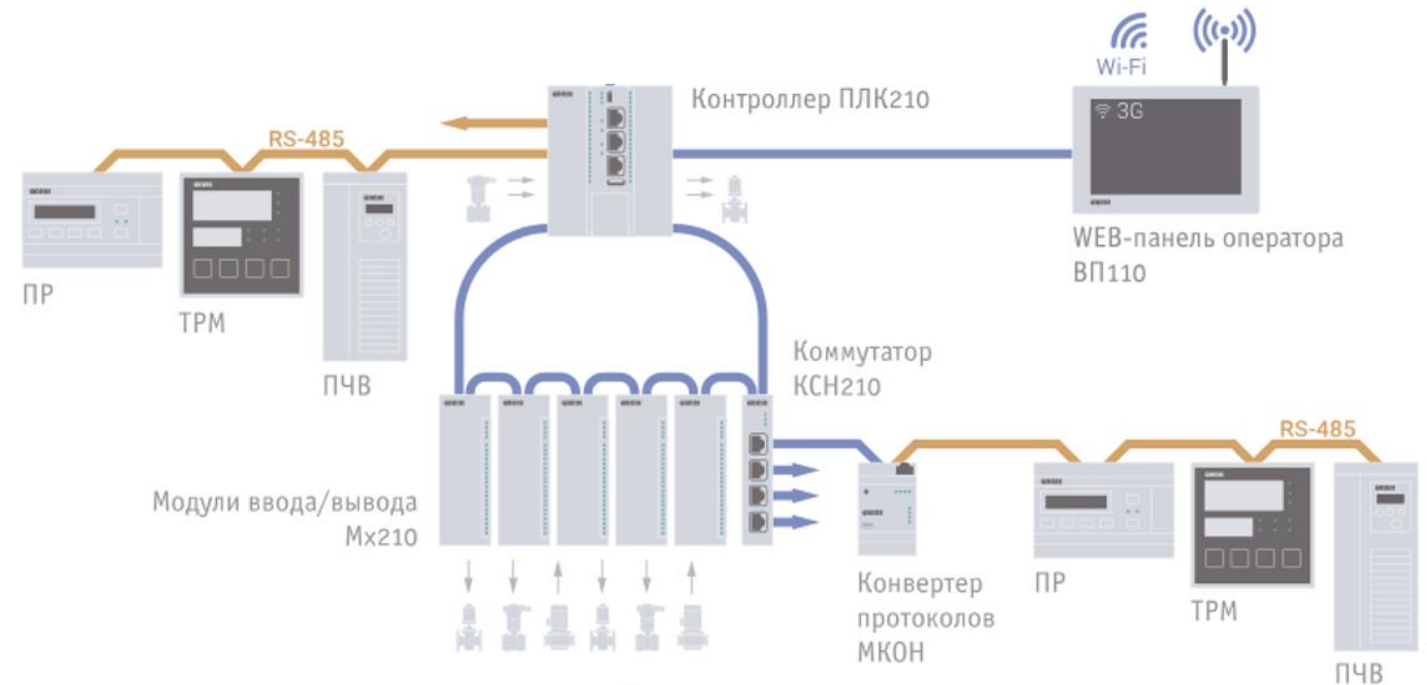 Wi-Fi
Контроллер ПЛК210
3G
RS-485
WEB-панель оператора
ВП110
ПР
ТРМ
ПЧВ
Коммутатор
КСН210
RS-485
Модули ввода/вывода
Мх210
Конвертер
протоколов
МКОН
ПР
ТРМ
ПЧВ